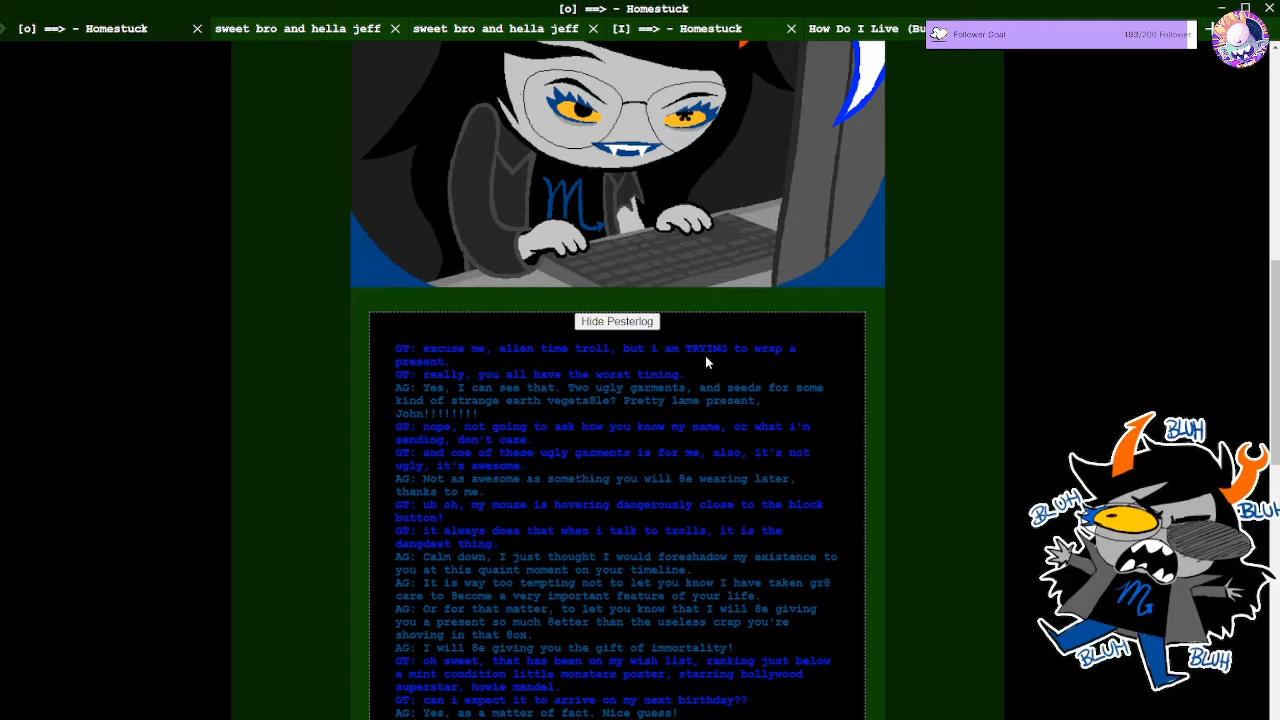 [o] ==> - Homestuck
[o] ==> - Homestuck
sweet bro and hella jeff
sweet bro and hella jeff
[I] ==> - Homestuck
How Do I Live (Bu
Follower Goal
193/200 Follower
Hide Pesterlog
GT: excuse me, alien time troll, but i am TRYING to wrap a
present.
GT: really, you all have the worst timing.
AG: Yes, I can see that. Two ugly garments, and seeds for some
kind of strange earth vegeta8le? Pretty lame present,
John!!!!!!!!
GT: nope, not going to ask how you know my name, or what i'm
sending, don't care.
GT: and one of these ugly garments is for me, also, it's not
ugly, it's awesome.
AG: Not as awesome as something you will 8e wearing later,
thanks to me.
GT: uh oh, my mouse is hovering dangerously close to the block
button!
GT: it always does that when i talk to trolls, it is the
dangdest thing.
AG: Calm down, I just thought I would foreshadow my existence to
you at this quaint moment on your timeline.
AG: It is way too tempting not to let you know I have taken gr8
care to 8ecome a very important feature of your life.
AG: Or for that matter, to let you know that I will 8e giving
you a present so much 8etter than the useless crap you're
shoving in that 8ox.
AG: I will 8e giving you the gift of immortality!
GT: oh sweet, that has been on my wish list, ranking just below
a mint condition little monsters poster, starring hollywood
superstar, howie mandel.
GT: can i expect it to arrive on my next birthday??
AG: Yes, as a matter of fact. Nice guess!
BLUH
BLUH
BLUH
BLUH
BLUH